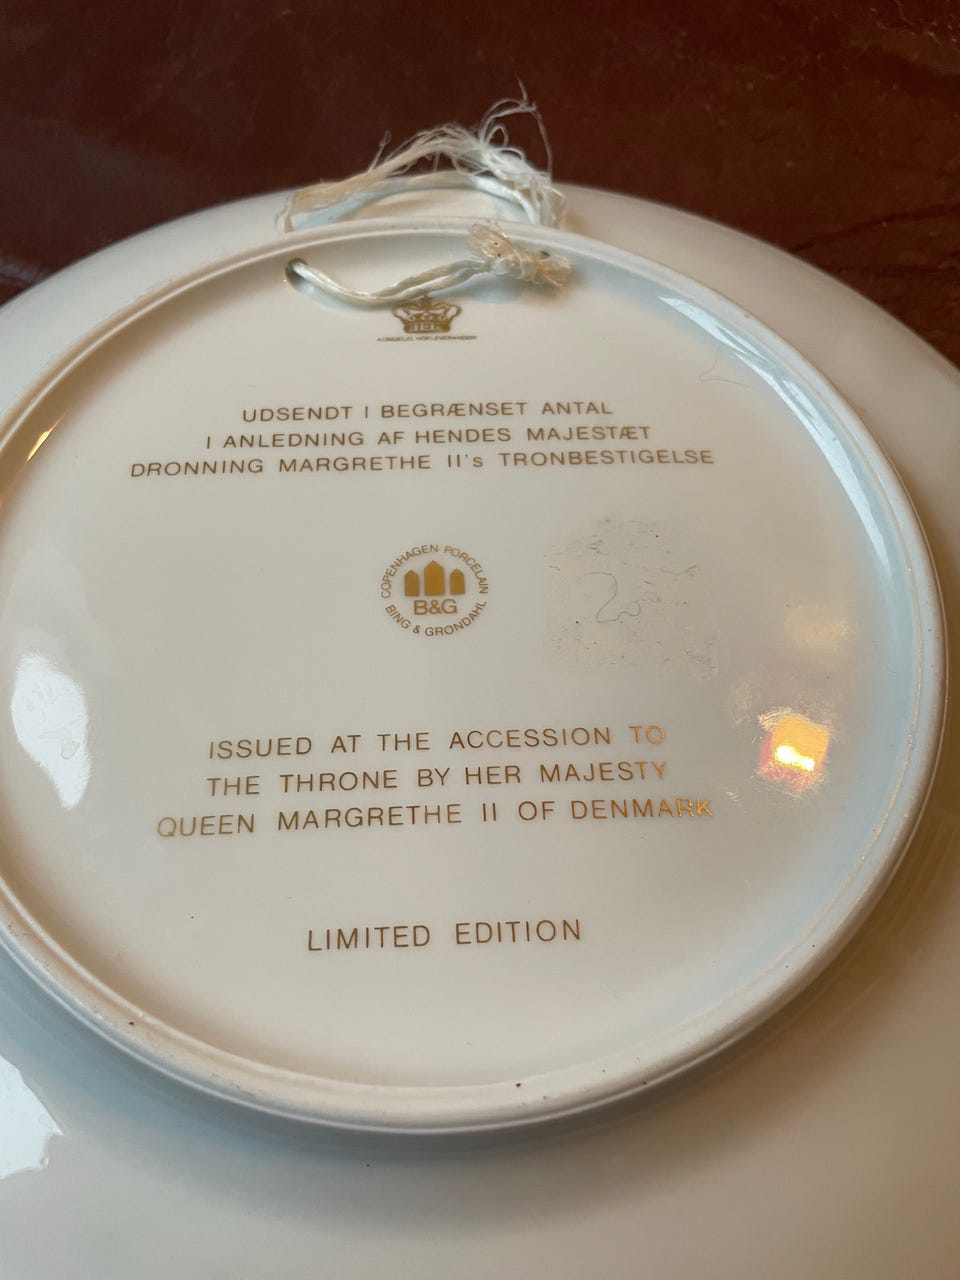 KONGELIG HOFLEVERANDØR
UDSENDT I BEGRÆNSET ANTAL
I ANLEDNING AF HENDES MAJESTÆT
DRONNING MARGRETHE II's TRONBESTIGELSE
COPENHAGEN PORCELAIN
B&G
BING & GRØNDAHL
ISSUED AT THE ACCESSION TO
THE THRONE BY HER MAJESTY
QUEEN MARGRETHE II OF DENMARK
LIMITED EDITION